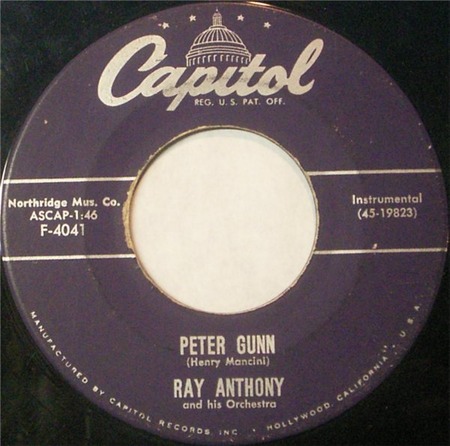 Capitol
REG. U. S. PAT. OFF.
Northridge Mus. Co.
ASCAP-1:46
F-4041
Instrumental
(45-19823)
PETER GUNN
(Henry Mancini)
RAY ANTHONY
and his Orchestra
MANUFACTURED BY CAPITOL RECORDS, INC. • HOLLYWOOD, CALIFORNIA, U.S.A.